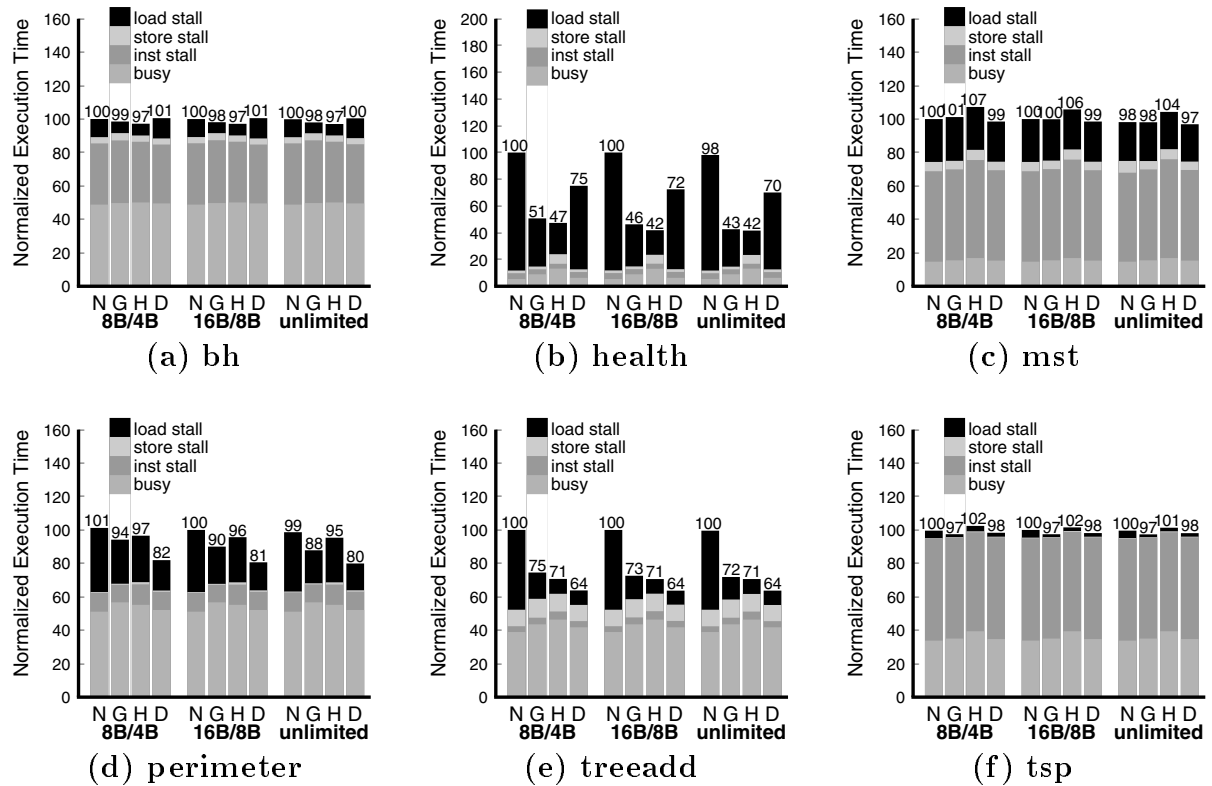 Normalized Execution Time
160
140
120
100
80
60
40
20
0
load stall
store stall
inst stall
busy
100 99 97 101 100 98 97 101 100 98 97 100
N G H D N G H D N G H D
8B/4B 16B/8B unlimited
(a) bh
Normalized Execution Time
200
180
160
140
120
100
80
60
40
20
0
load stall
store stall
inst stall
busy
100 51 47 75 100 46 42 72 98 43 42 70
N G H D N G H D N G H D
8B/4B 16B/8B unlimited
(b) health
Normalized Execution Time
160
140
120
100
80
60
40
20
0
load stall
store stall
inst stall
busy
100 101 107 99 100 100 106 99 98 98 104 97
N G H D N G H D N G H D
8B/4B 16B/8B unlimited
(c) mst
Normalized Execution Time
160
140
120
100
80
60
40
20
0
load stall
store stall
inst stall
busy
101 94 97 82 100 90 96 81 99 88 95 80
N G H D N G H D N G H D
8B/4B 16B/8B unlimited
(d) perimeter
Normalized Execution Time
160
140
120
100
80
60
40
20
0
load stall
store stall
inst stall
busy
100 75 71 64 100 73 71 64 100 72 71 64
N G H D N G H D N G H D
8B/4B 16B/8B unlimited
(e) treeadd
Normalized Execution Time
160
140
120
100
80
60
40
20
0
load stall
store stall
inst stall
busy
100 97 102 98 100 97 102 98 100 97 101 98
N G H D N G H D N G H D
8B/4B 16B/8B unlimited
(f) tsp